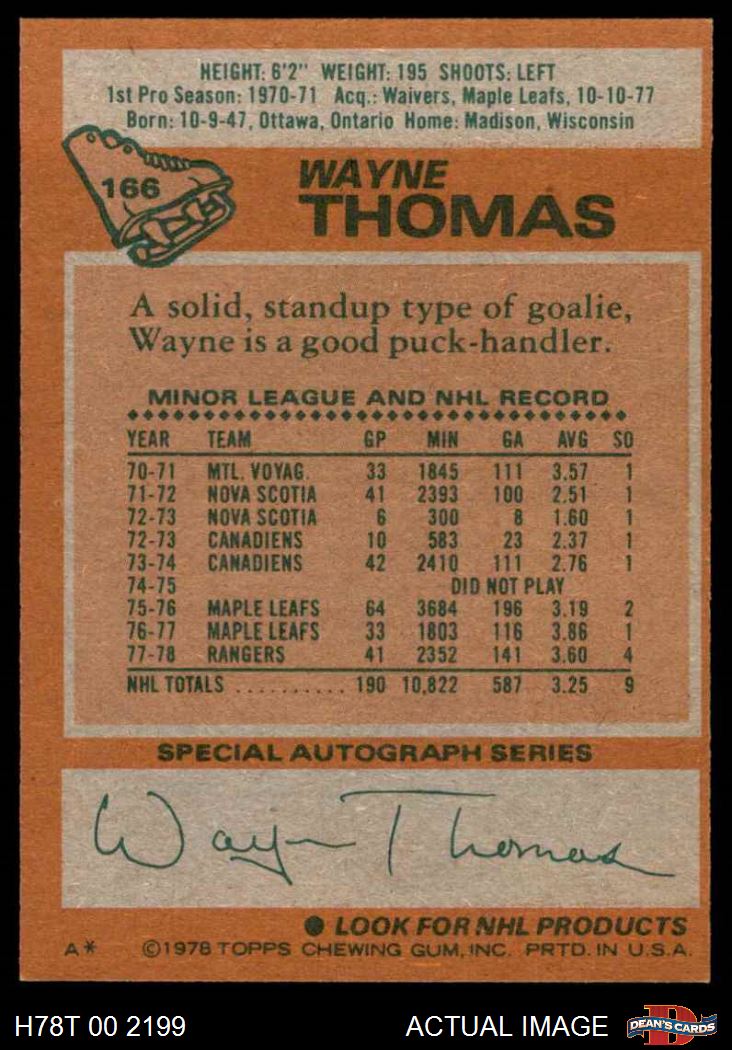 HEIGHT: 6'2" WEIGHT: 195 SHOOTS: LEFT
1st Pro Season: 1970-71 Acq.: Waivers, Maple Leafs, 10-10-77
Born: 10-9-47, Ottawa, Ontario Home: Madison, Wisconsin
166
WAYNE
THOMAS
A solid, standup type of goalie,
Wayne is a good puck-handler.
MINOR LEAGUE AND NHL RECORD
YEAR TEAM GP MIN GA AVG SO
70-71 MTL. VOYAG. 33 1845 111 3.57 1
71-72 NOVA SCOTIA 41 2393 100 2.51 1
72-73 NOVA SCOTIA 6 300 8 1.60 1
72-73 CANADIENS 10 583 23 2.37 1
73-74 CANADIENS 42 2410 111 2.76 1
74-75 DID NOT PLAY
75-76 MAPLE LEAFS 64 3684 196 3.19 2
76-77 MAPLE LEAFS 33 1803 116 3.86 1
77-78 RANGERS 41 2352 141 3.60 4
NHL TOTALS .......... 190 10,822 587 3.25 9
SPECIAL AUTOGRAPH SERIES
Wayne Thomas
● LOOK FOR NHL PRODUCTS
A* ©1978 TOPPS CHEWING GUM, INC. PRTD. IN U.S.A.
H78T 00 2199 ACTUAL IMAGE DEAN'S CARDS